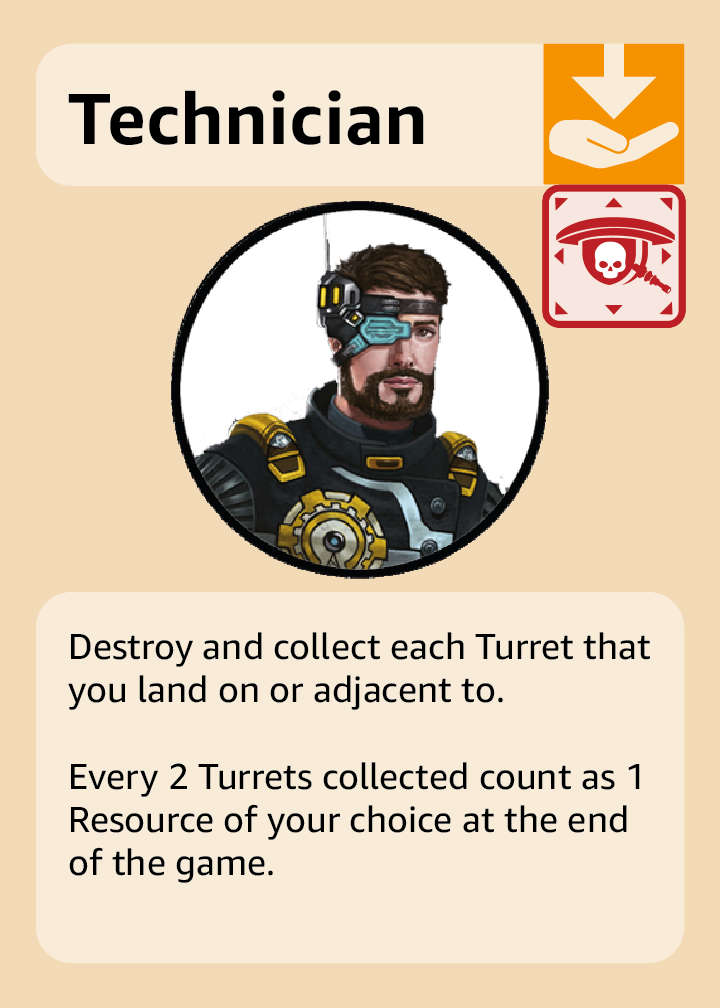 Technician
Destroy and collect each Turret that
you land on or adjacent to.
Every 2 Turrets collected count as 1
Resource of your choice at the end
of the game.